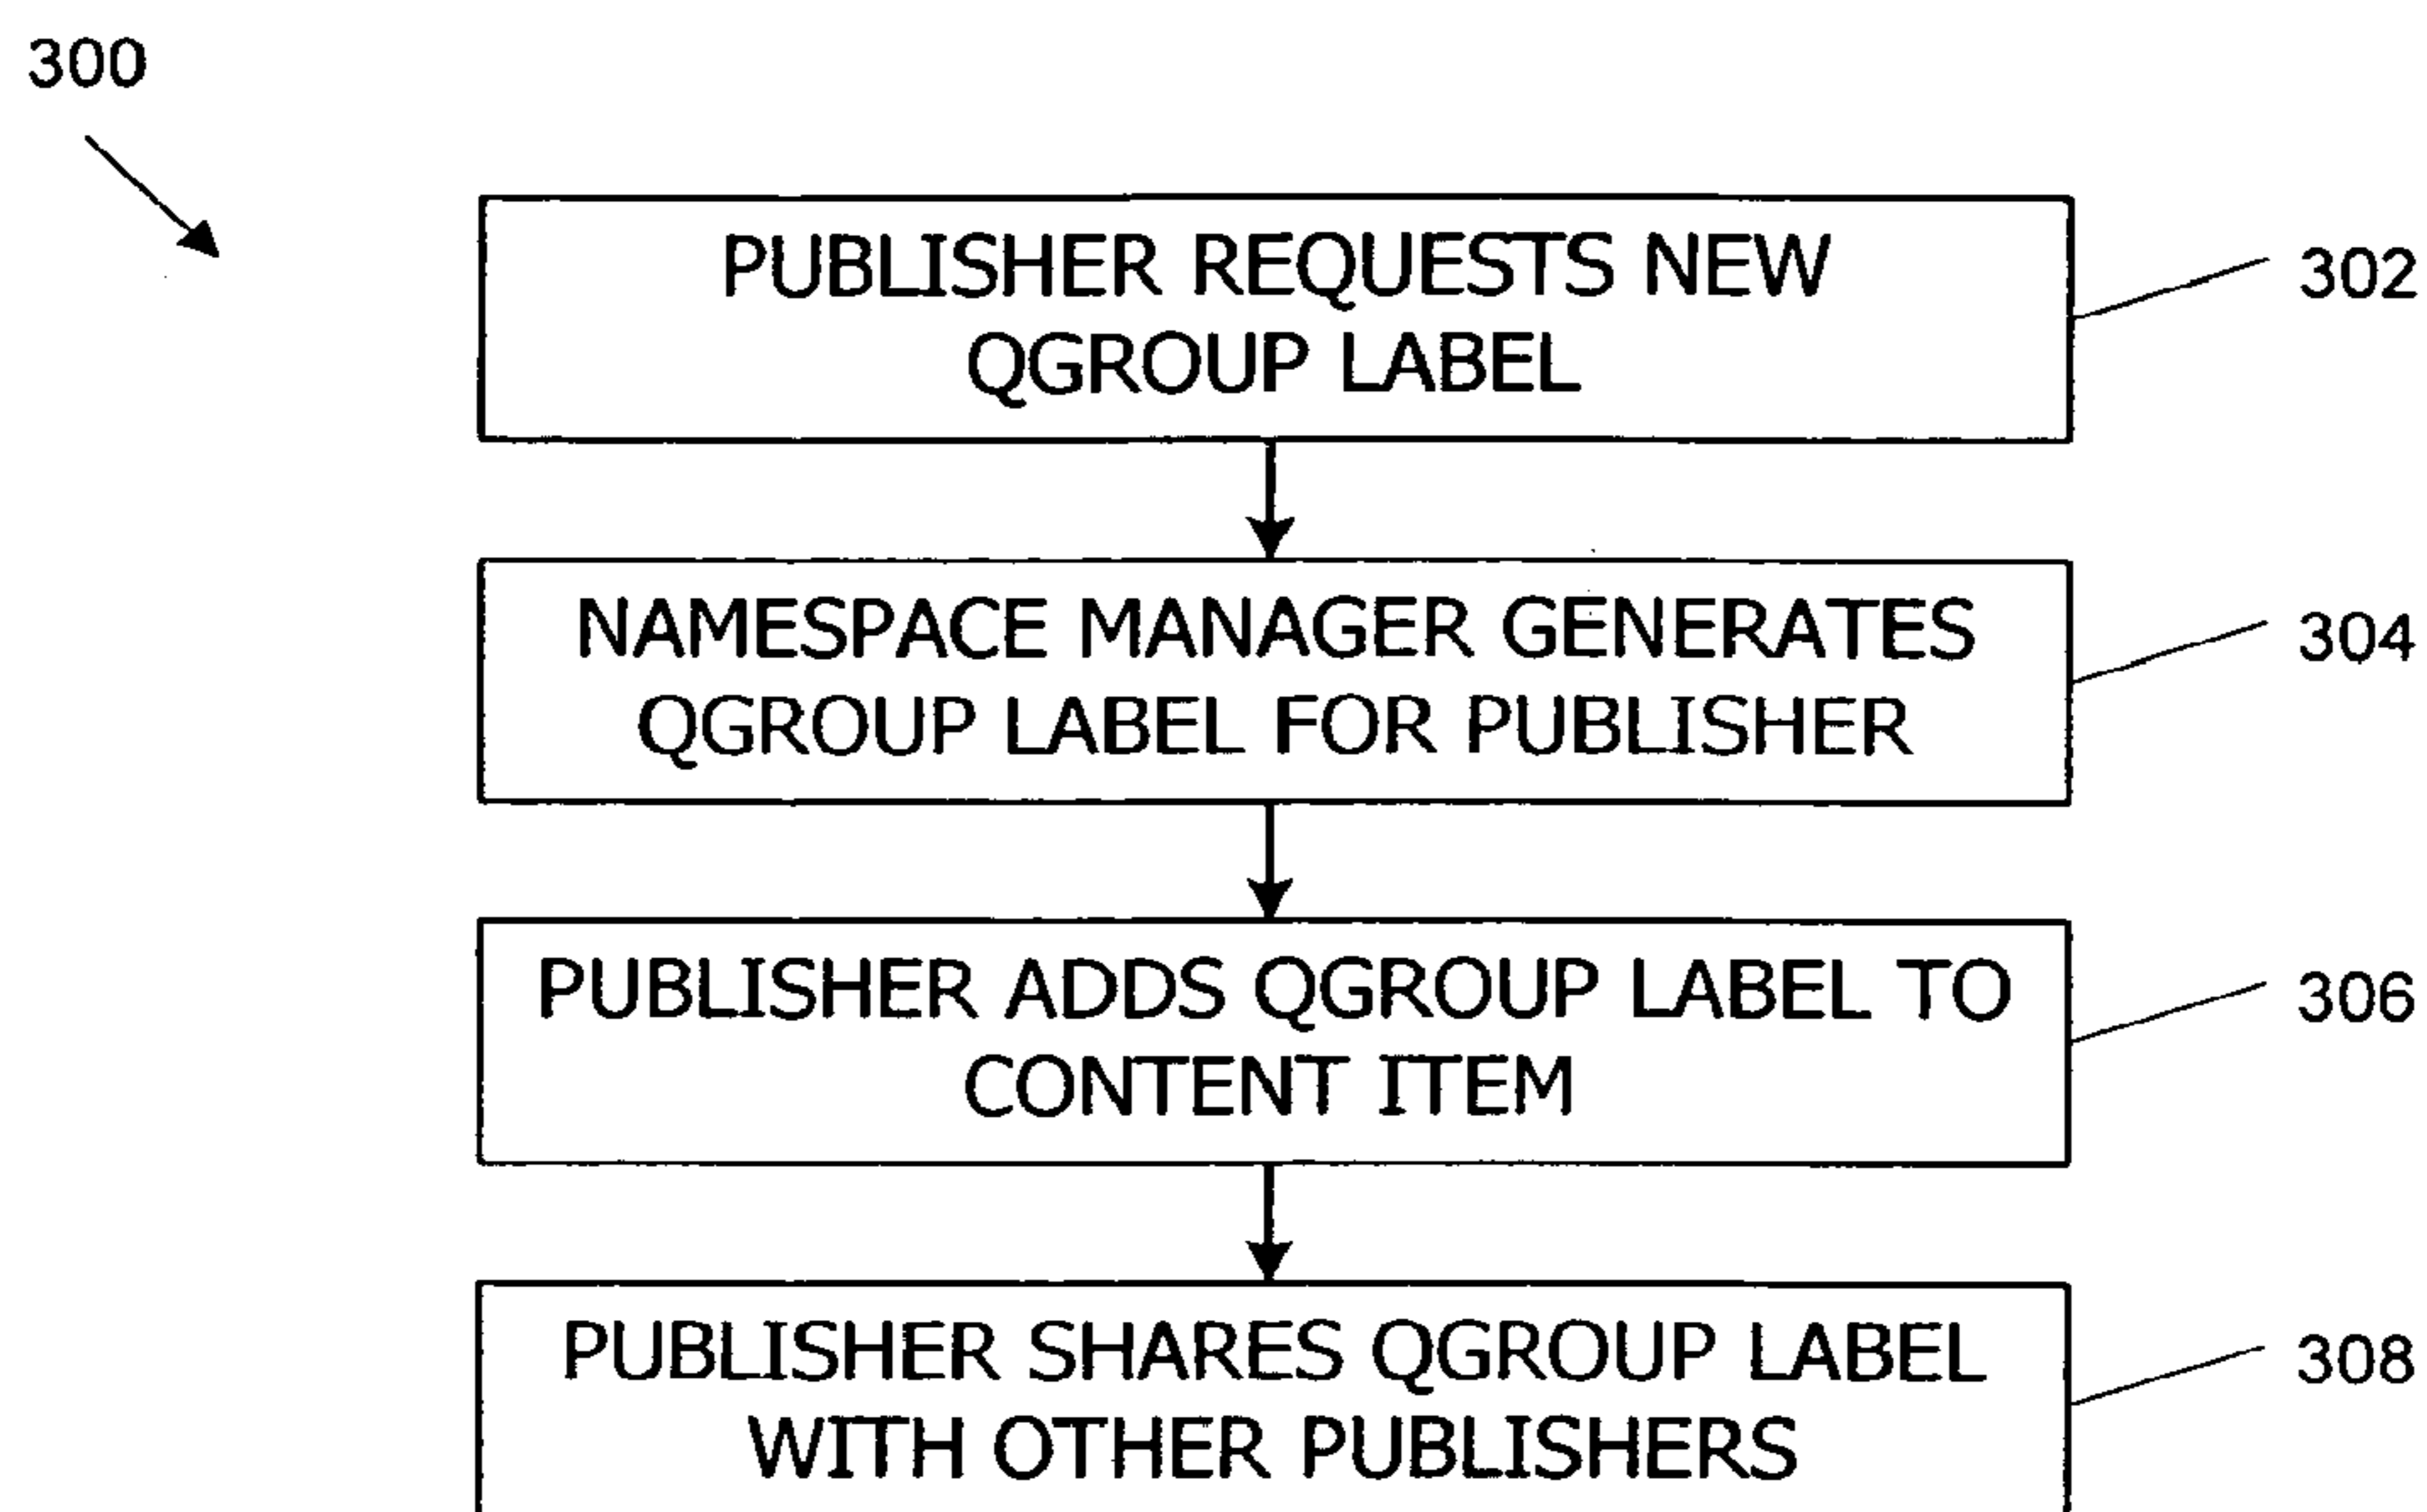 300
PUBLISHER REQUESTS NEW
QGROUP LABEL
302
NAMESPACE MANAGER GENERATES
QGROUP LABEL FOR PUBLISHER
304
PUBLISHER ADDS QGROUP LABEL TO
CONTENT ITEM
306
PUBLISHER SHARES QGROUP LABEL
WITH OTHER PUBLISHERS
308